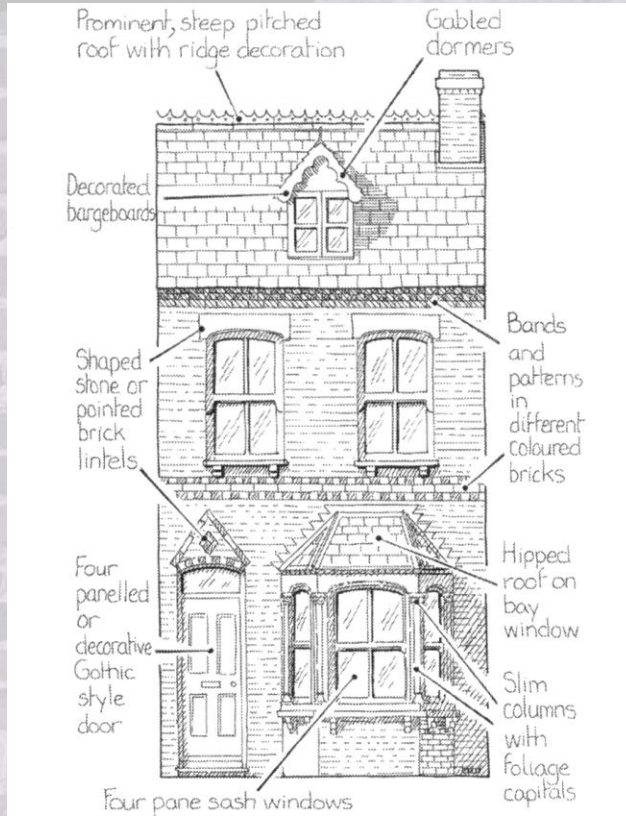 Prominent, steep pitched
roof with ridge decoration
Gabled
dormers
Decorated
bargeboards
Shaped
stone or
pointed
brick
lintels
Bands
and
patterns
in
different
coloured
bricks
Four
panelled
or
decorative
Gothic
style
door
Hipped
roof on
bay
window
Slim
columns
with
foliage
capitals
Four pane sash windows